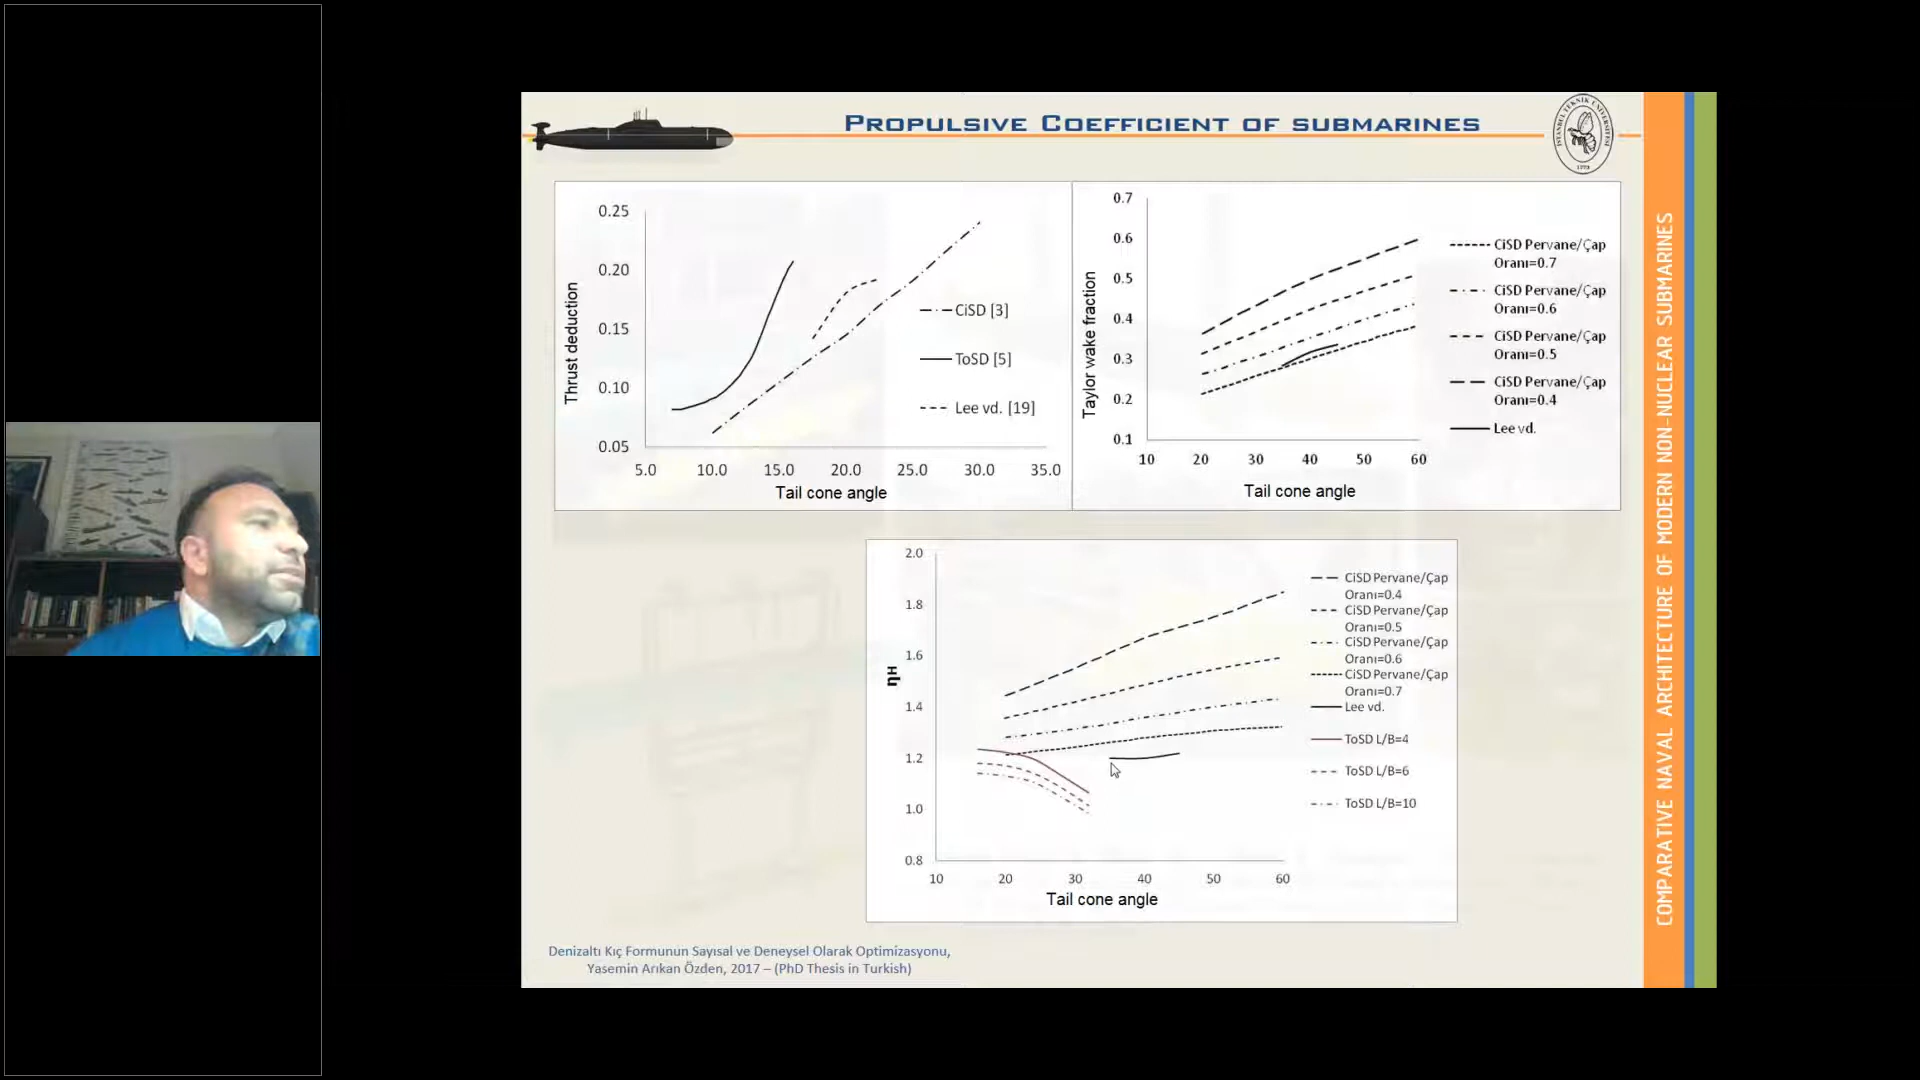 PROPULSIVE COEFFICIENT OF SUBMARINES
İSTANBUL TEKNİK ÜNİVERSİTESİ
1773
0.25
0.20
0.15
0.10
0.05
Thrust deduction
5.0 10.0 15.0 20.0 25.0 30.0 35.0
Tail cone angle
CiSD [3]
ToSD [5]
Lee vd. [19]
0.7
0.6
0.5
0.4
0.3
0.2
0.1
Taylor wake fraction
10 20 30 40 50 60
Tail cone angle
CiSD Pervane/Çap
Oranı=0.7
CiSD Pervane/Çap
Oranı=0.6
CiSD Pervane/Çap
Oranı=0.5
CiSD Pervane/Çap
Oranı=0.4
Lee vd.
2.0
1.8
1.6
1.4
1.2
1.0
0.8
ηH
10 20 30 40 50 60
Tail cone angle
CiSD Pervane/Çap
Oranı=0.4
CiSD Pervane/Çap
Oranı=0.5
CiSD Pervane/Çap
Oranı=0.6
CiSD Pervane/Çap
Oranı=0.7
Lee vd.
ToSD L/B=4
ToSD L/B=6
ToSD L/B=10
Denizaltı Kıç Formunun Sayısal ve Deneysel Olarak Optimizasyonu,
Yasemin Arıkan Özden, 2017 – (PhD Thesis in Turkish)
COMPARATIVE NAVAL ARCHITECTURE OF MODERN NON-NUCLEAR SUBMARINES